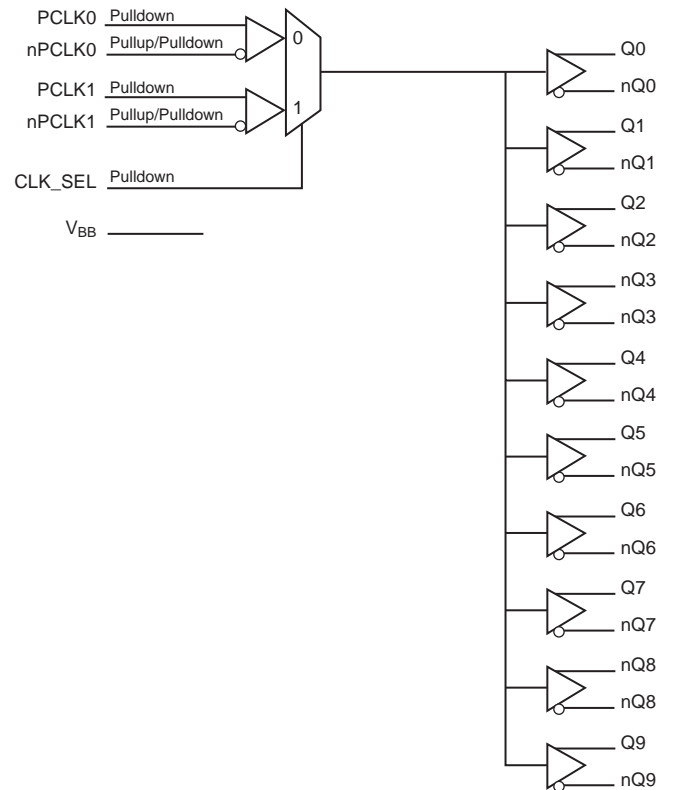 PCLK0 Pulldown
nPCLK0 Pullup/Pulldown
0
PCLK1 Pulldown
nPCLK1 Pullup/Pulldown
1
CLK_SEL Pulldown
VBB
Q0
nQ0
Q1
nQ1
Q2
nQ2
nQ3
nQ3
Q4
nQ4
Q5
nQ5
Q6
nQ6
Q7
nQ7
nQ8
nQ8
Q9
nQ9